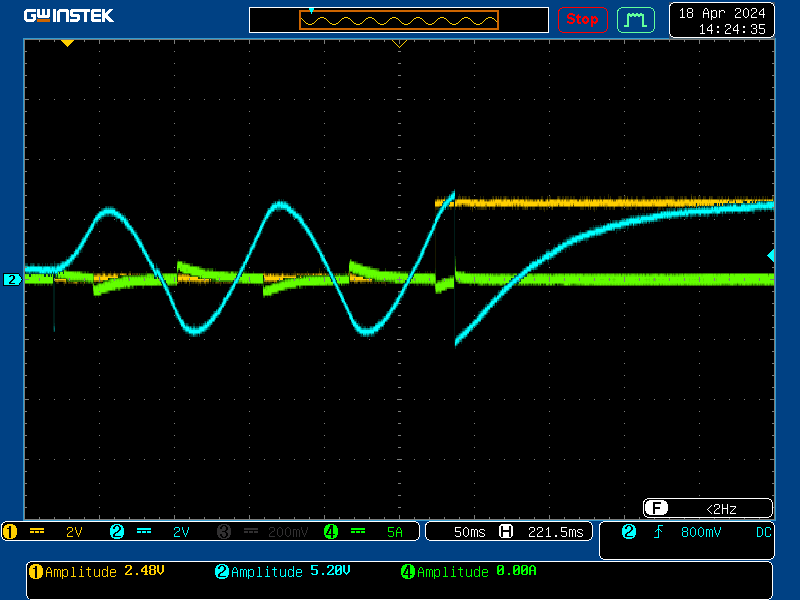 GWINSTEK
Stop
18 Apr 2024
14:24:35
2
F <2Hz
1 2V 2 2V 3 200mV 4 5A
50ms H 221.5ms
2 800mV DC
1 Amplitude 2.48V 2 Amplitude 5.20V 4 Amplitude 0.00A